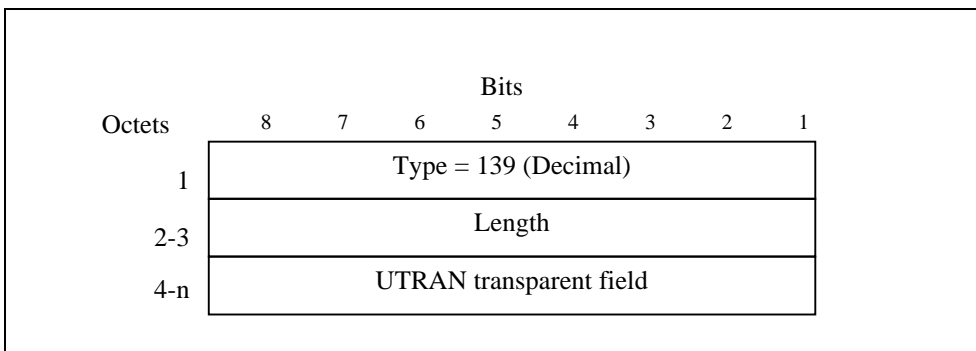 Bits
Octets 8 7 6 5 4 3 2 1
1 Type = 139 (Decimal)
2-3 Length
4-n UTRAN transparent field